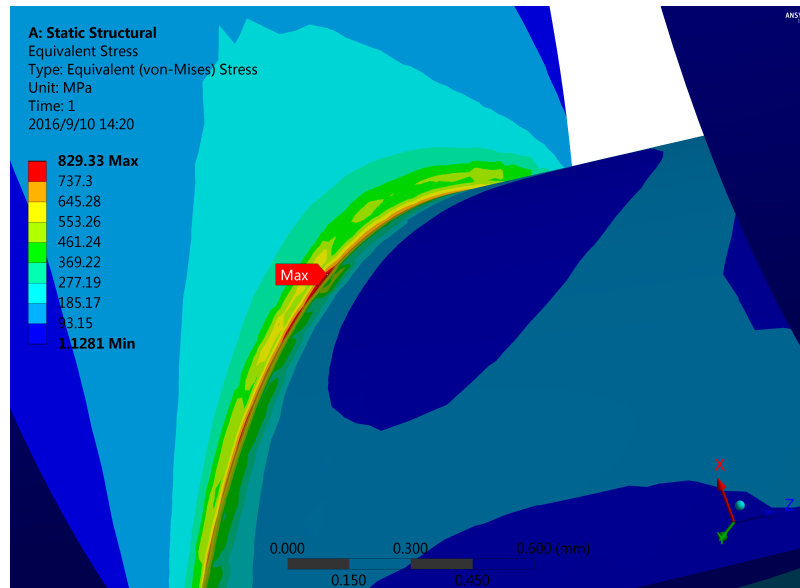 ANSY
A: Static Structural
Equivalent Stress
Type: Equivalent (von-Mises) Stress
Unit: MPa
Time: 1
2016/9/10 14:20
829.33 Max
737.3
645.28
553.26
461.24
369.22
277.19
185.17
93.15
1.1281 Min
Max
X
Z
Y
0.000 0.300 0.600 (mm)
0.150 0.450